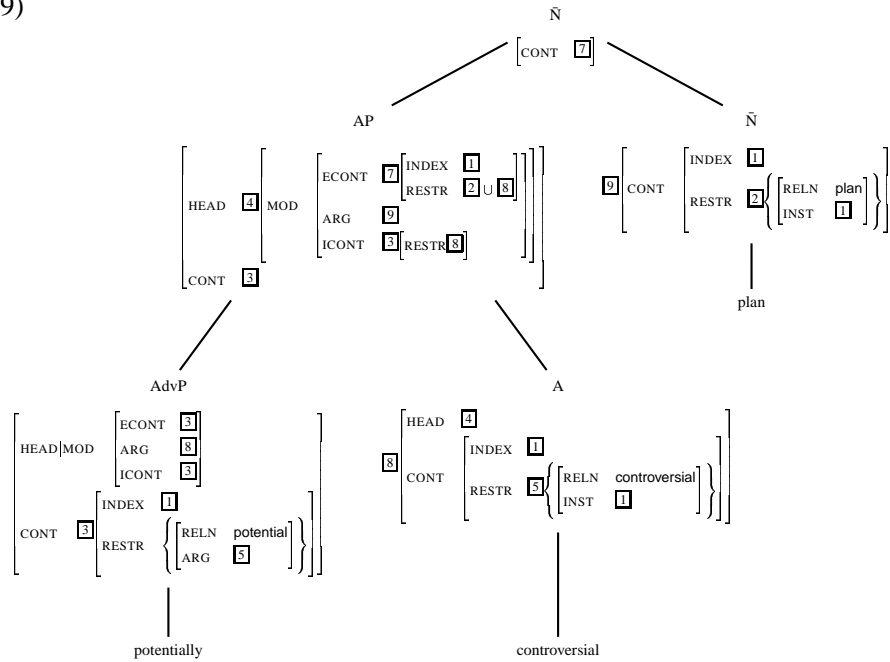 9)
N̄
[CONT 7]
AP
N̄
[HEAD 4[MOD [ECONT 7[INDEX 1
RESTR 2 ∪ 8]
ARG 9
ICONT 3[RESTR 8]]]
CONT 3]
9[CONT [INDEX 1
RESTR 2{[RELN plan
INST 1]}]]
plan
AdvP
A
[HEAD|MOD [ECONT 3
ARG 8
ICONT 3]
CONT 3[INDEX 1
RESTR {[RELN potential
ARG 5]}]]
8[HEAD 4
CONT [INDEX 1
RESTR 5{[RELN controversial
INST 1]}]]
potentially
controversial